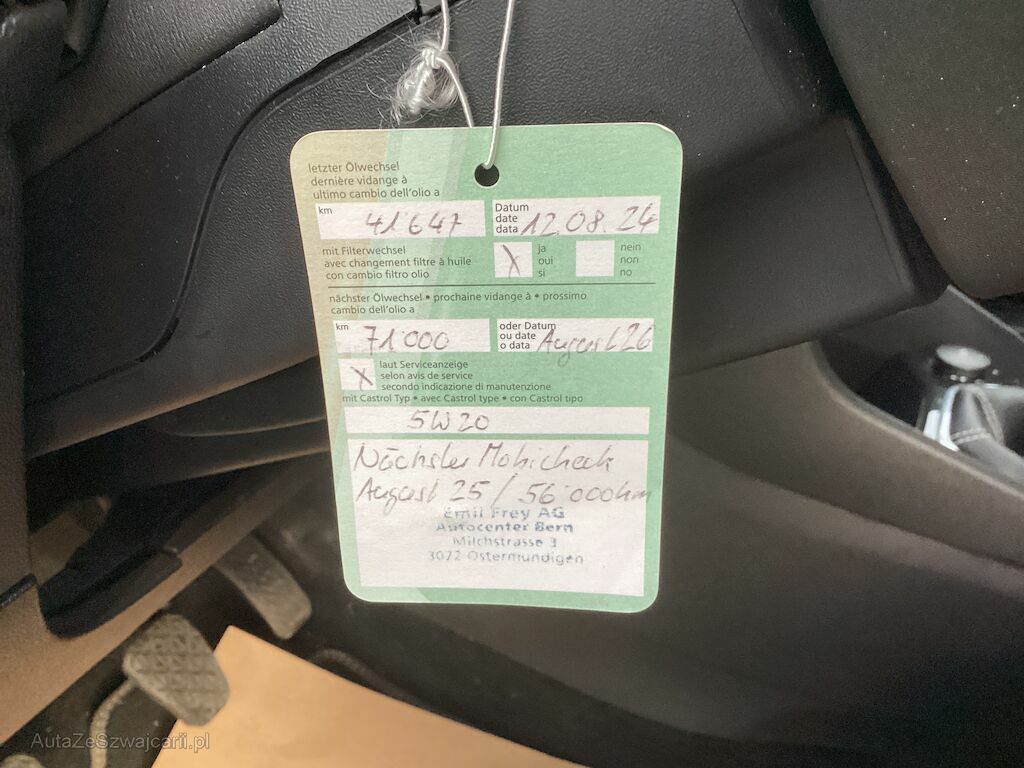 letzter Ölwechsel
dernière vidange à
ultimo cambio dell'olio a
km 41'647
Datum
date
data 12.08.24
mit Filterwechsel
avec changement filtre à huile
con cambio filtro olio
X ja
oui
si
nein
non
no
nächster Ölwechsel • prochaine vidange à • prossimo
cambio dell'olio a
km 71'000
oder Datum
ou date
o data August 26
X laut Serviceanzeige
selon avis de service
secondo indicazione di manutenzione
mit Castrol Typ • avec Castrol type • con Castrol tipo
5W20
Nächster Mobicheck
August 25 / 56'000km
Emil Frey AG
Autocenter Bern
Milchstrasse 3
3072 Ostermundigen
AutaZeSzwajcarii.pl